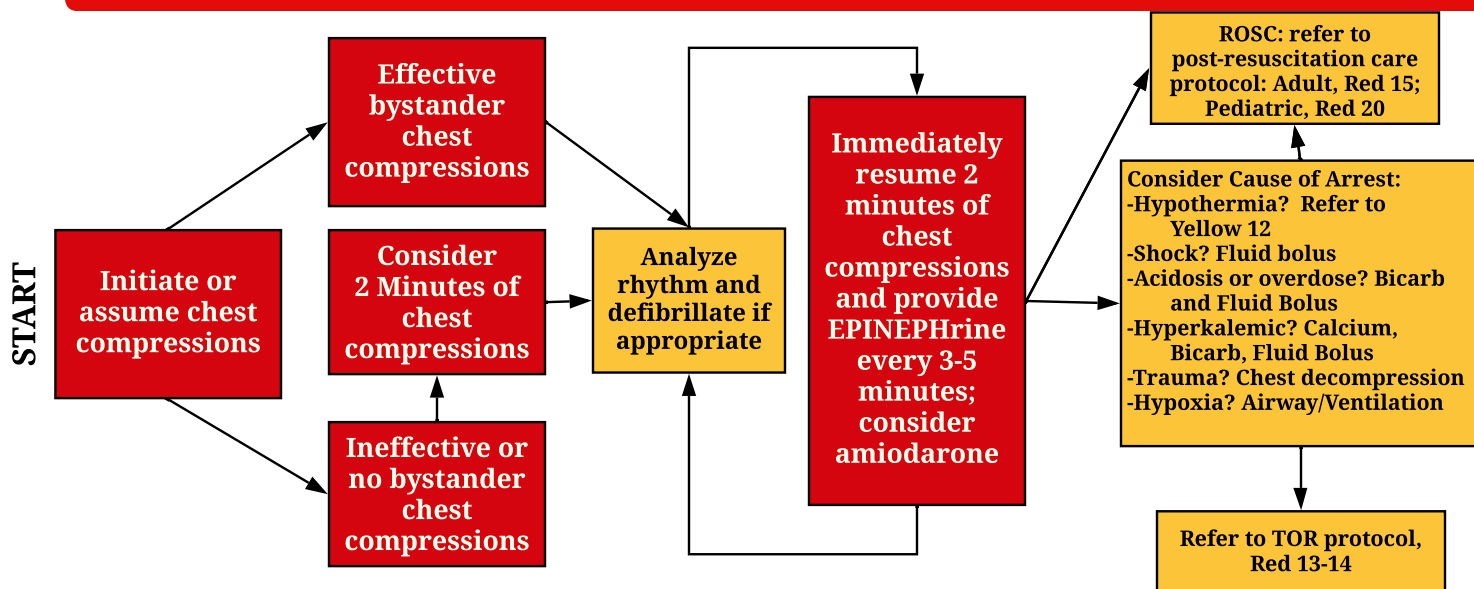 START
Initiate or
assume chest
compressions
Effective
bystander
chest
compressions
Consider
2 Minutes of
chest
compressions
Ineffective or
no bystander
chest
compressions
Analyze
rhythm and
defibrillate if
appropriate
Immediately
resume 2
minutes of
chest
compressions
and provide
EPINEPHrine
every 3-5
minutes;
consider
amiodarone
ROSC: refer to
post-resuscitation care
protocol: Adult, Red 15;
Pediatric, Red 20
Consider Cause of Arrest:
-Hypothermia?  Refer to
Yellow 12
-Shock? Fluid bolus
-Acidosis or overdose? Bicarb
and Fluid Bolus
-Hyperkalemic? Calcium,
Bicarb, Fluid Bolus
-Trauma? Chest decompression
-Hypoxia? Airway/Ventilation
Refer to TOR protocol,
Red 13-14